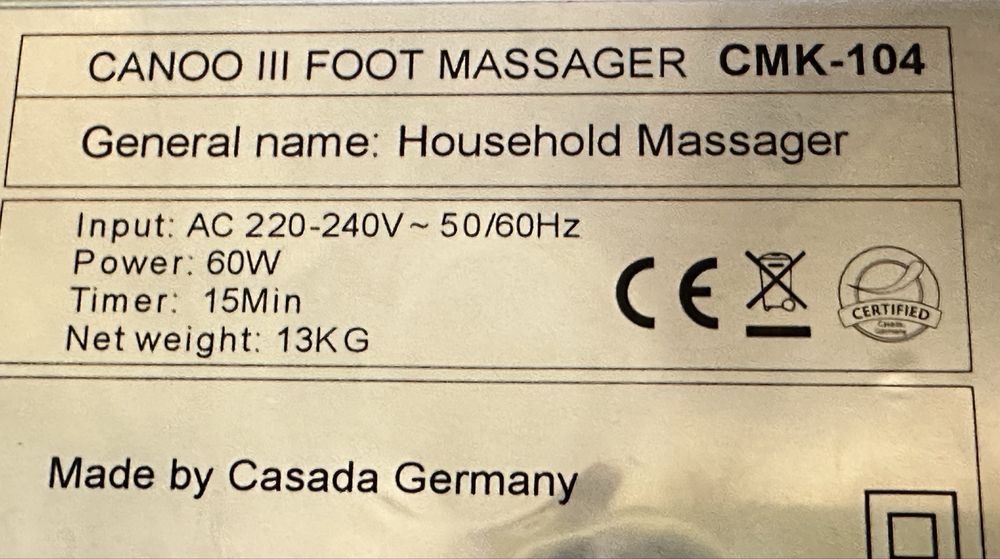 CANOO III FOOT MASSAGER CMK-104
General name: Household Massager
Input: AC 220-240V~ 50/60Hz
Power: 60W
Timer: 15Min
Net weight: 13KG
CE
CERTIFIED
Made by Casada Germany